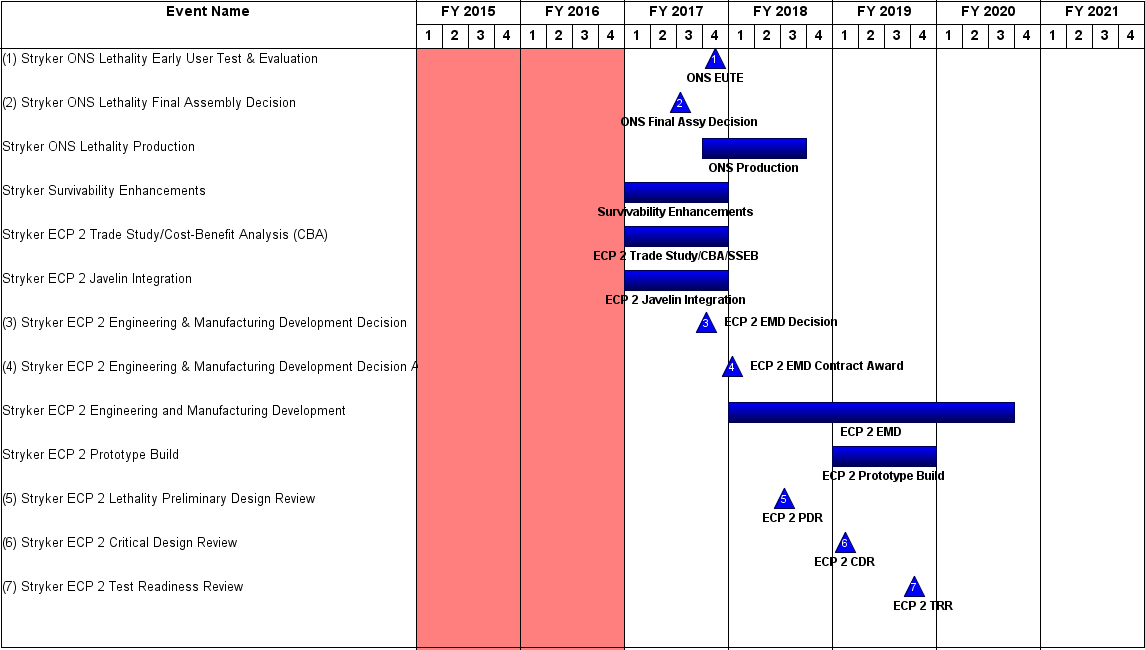 Event Name FY 2015 FY 2016 FY 2017 FY 2018 FY 2019 FY 2020 FY 2021
1 2 3 4 1 2 3 4 1 2 3 4 1 2 3 4 1 2 3 4 1 2 3 4 1 2 3 4
(1) Stryker ONS Lethality Early User Test & Evaluation 1
ONS EUTE
(2) Stryker ONS Lethality Final Assembly Decision 2
ONS Final Assy Decision
Stryker ONS Lethality Production
ONS Production
Stryker Survivability Enhancements
Survivability Enhancements
Stryker ECP 2 Trade Study/Cost-Benefit Analysis (CBA)
ECP 2 Trade Study/CBA/SSEB
Stryker ECP 2 Javelin Integration
ECP 2 Javelin Integration
(3) Stryker ECP 2 Engineering & Manufacturing Development Decision 3 ECP 2 EMD Decision
(4) Stryker ECP 2 Engineering & Manufacturing Development Decision A 4 ECP 2 EMD Contract Award
Stryker ECP 2 Engineering and Manufacturing Development
ECP 2 EMD
Stryker ECP 2 Prototype Build
ECP 2 Prototype Build
(5) Stryker ECP 2 Lethality Preliminary Design Review 5
ECP 2 PDR
(6) Stryker ECP 2 Critical Design Review 6
ECP 2 CDR
(7) Stryker ECP 2 Test Readiness Review 7
ECP 2 TRR